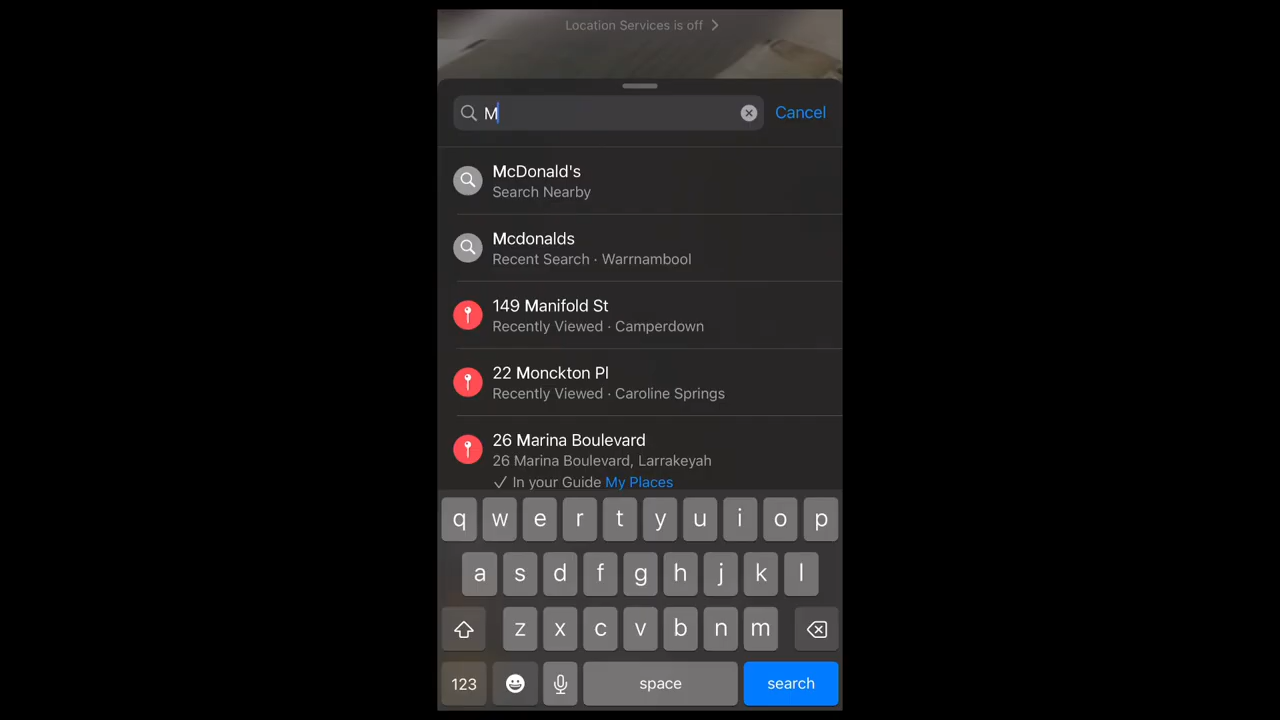 Location Services is off
M
Cancel
McDonald's
Search Nearby
Mcdonalds
Recent Search · Warrnambool
149 Manifold St
Recently Viewed · Camperdown
22 Monckton Pl
Recently Viewed · Caroline Springs
26 Marina Boulevard
26 Marina Boulevard, Larrakeyah
✓ In your Guide My Places
q w e r t y u i o p
a s d f g h j k l
z x c v b n m
123 space search